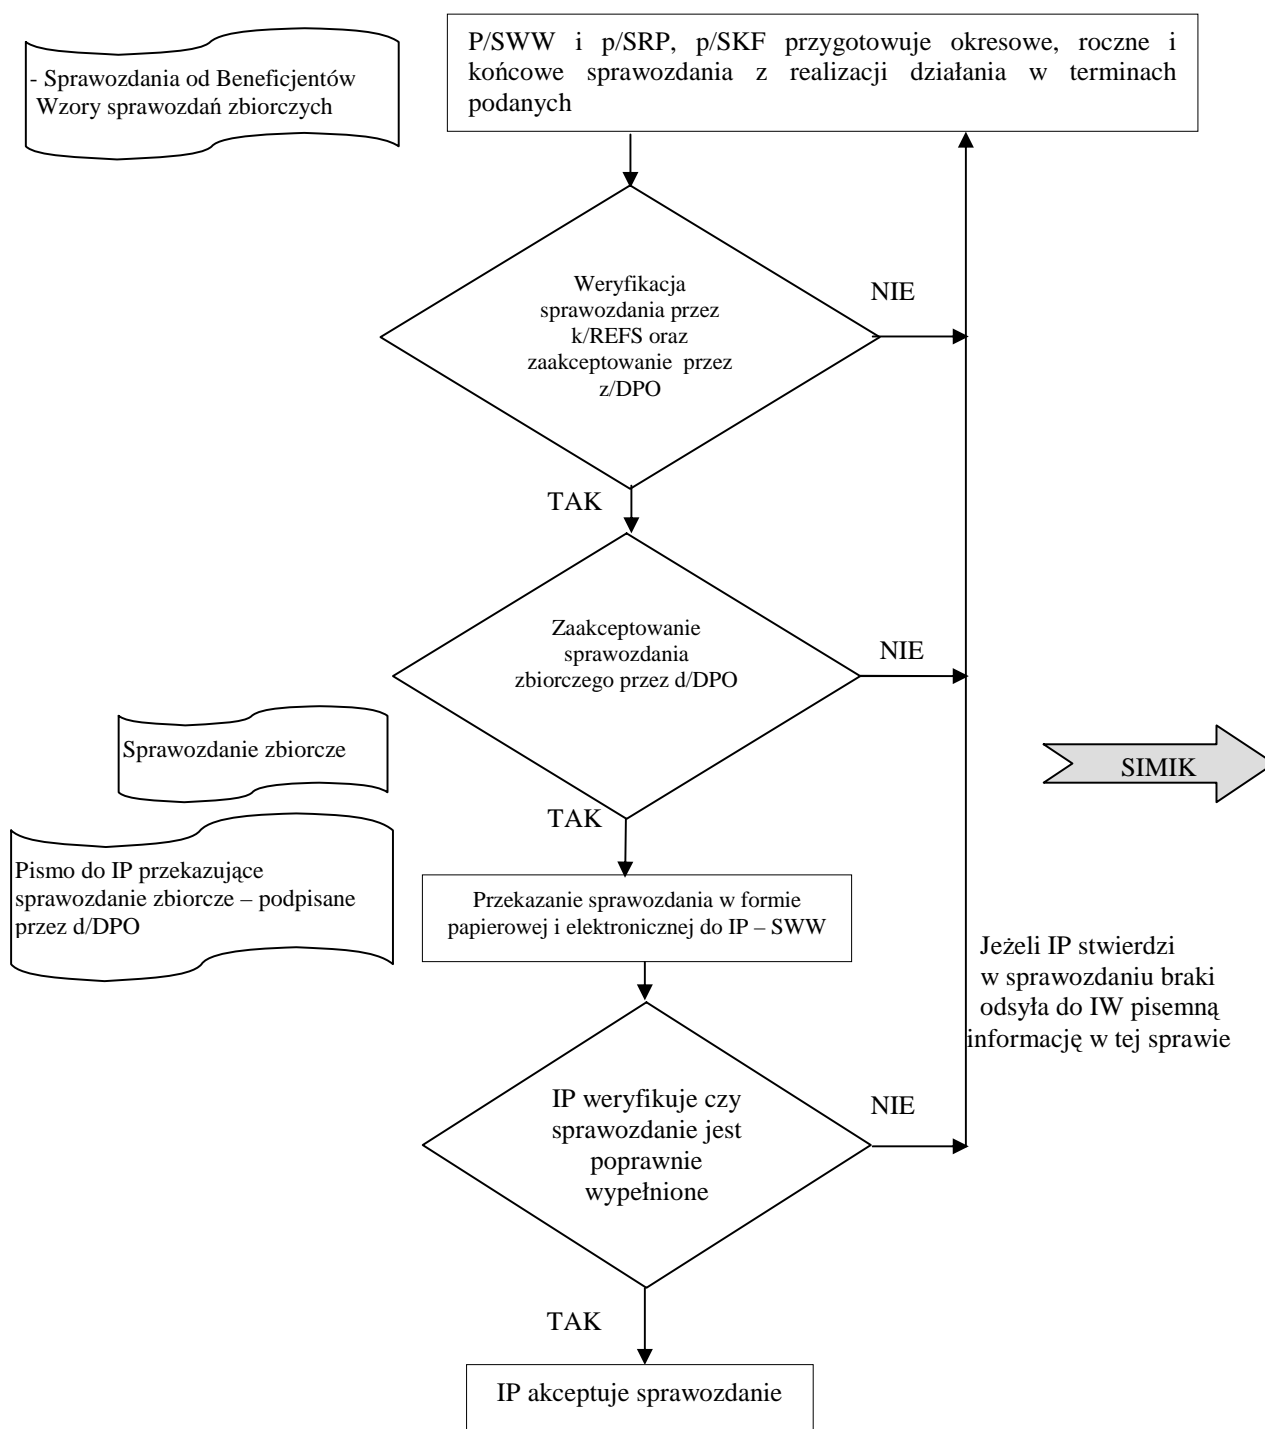 - Sprawozdania od Beneficjentów
Wzory sprawozdań zbiorczych
P/SWW i p/SRP, p/SKF przygotowuje okresowe, roczne i
końcowe sprawozdania z realizacji działania w terminach
podanych
Weryfikacja
sprawozdania przez
k/REFS oraz
zaakceptowanie przez
z/DPO
NIE
TAK
Zaakceptowanie
sprawozdania
zbiorczego przez d/DPO
NIE
Sprawozdanie zbiorcze
SIMIK
TAK
Pismo do IP przekazujące
sprawozdanie zbiorcze – podpisane
przez d/DPO
Przekazanie sprawozdania w formie
papierowej i elektronicznej do IP – SWW
Jeżeli IP stwierdzi
w sprawozdaniu braki
odsyła do IW pisemną
informację w tej sprawie
IP weryfikuje czy
sprawozdanie jest
poprawnie
wypełnione
NIE
TAK
IP akceptuje sprawozdanie